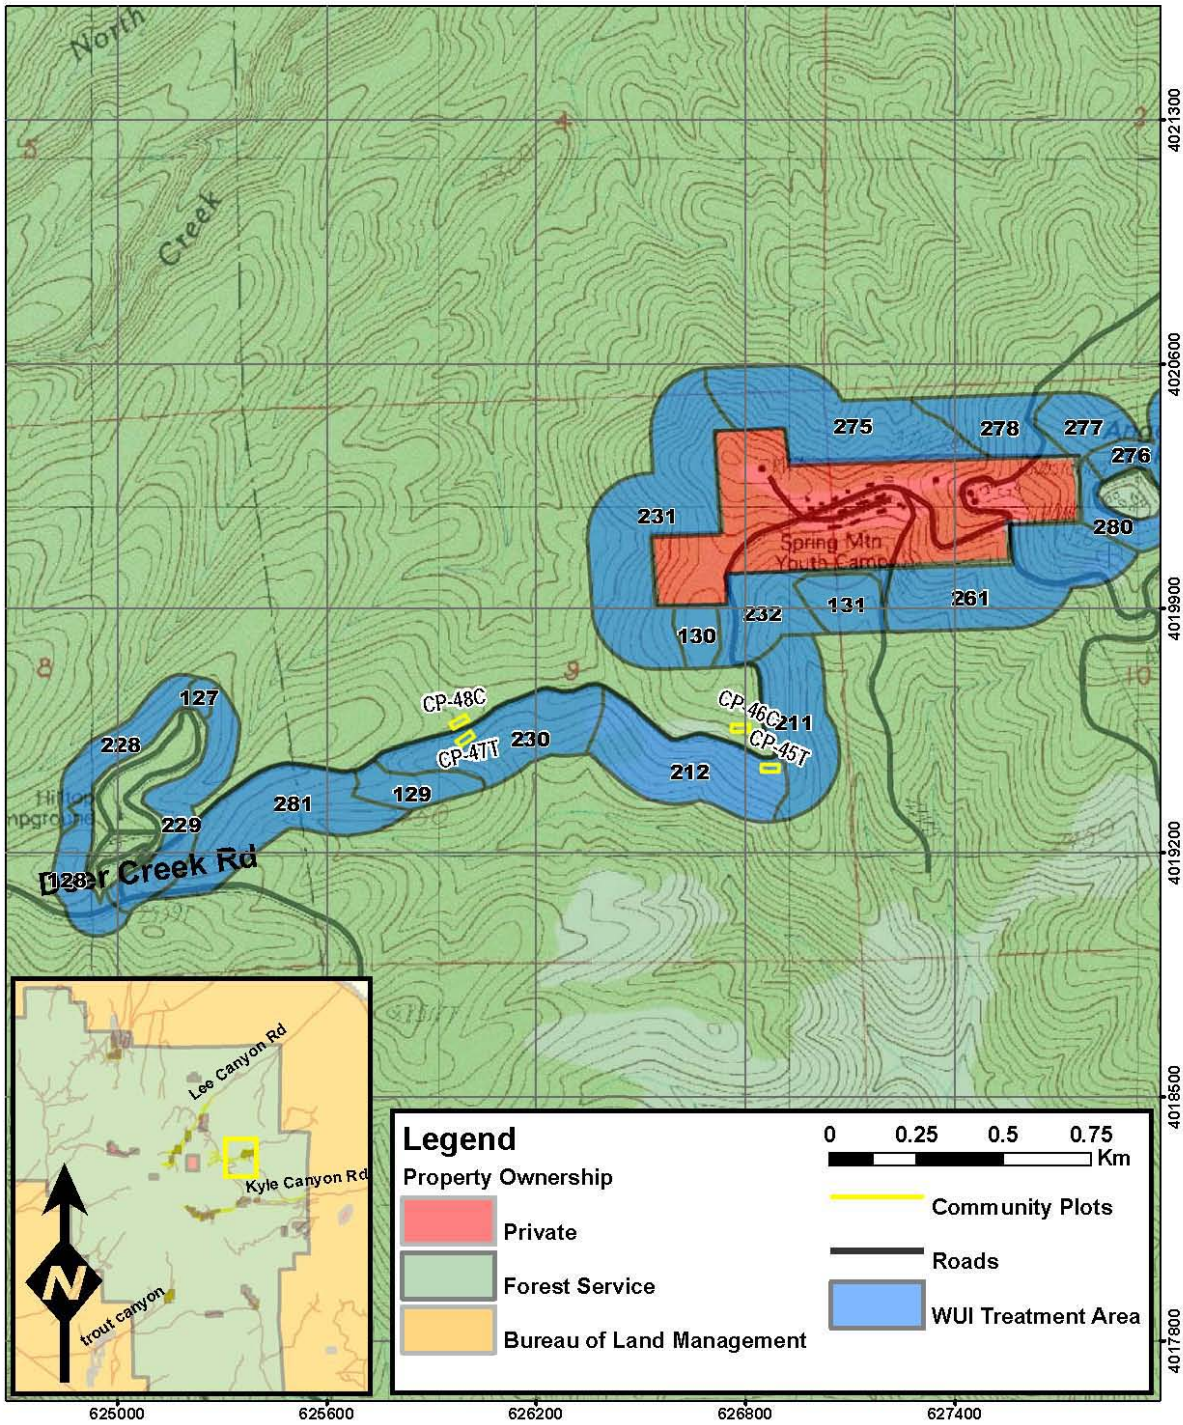 North
5
4
Creek
4021300
4020600
275
278
277
276
231
280
Spring Mtn
Youth Camp
4019900
131
261
232
130
8
9
10
127
CP-48C
CP-46C
211
228
230
CP-47T
CP-45T
212
129
281
229
Deer Creek Rd
128
4019200
4018500
4017800
Lee Canyon Rd
Kyle Canyon Rd
trout canyon
N
Legend
Property Ownership
Private
Forest Service
Bureau of Land Management
0 0.25 0.5 0.75
Km
Community Plots
Roads
WUI Treatment Area
625000 625600 626200 626800 627400